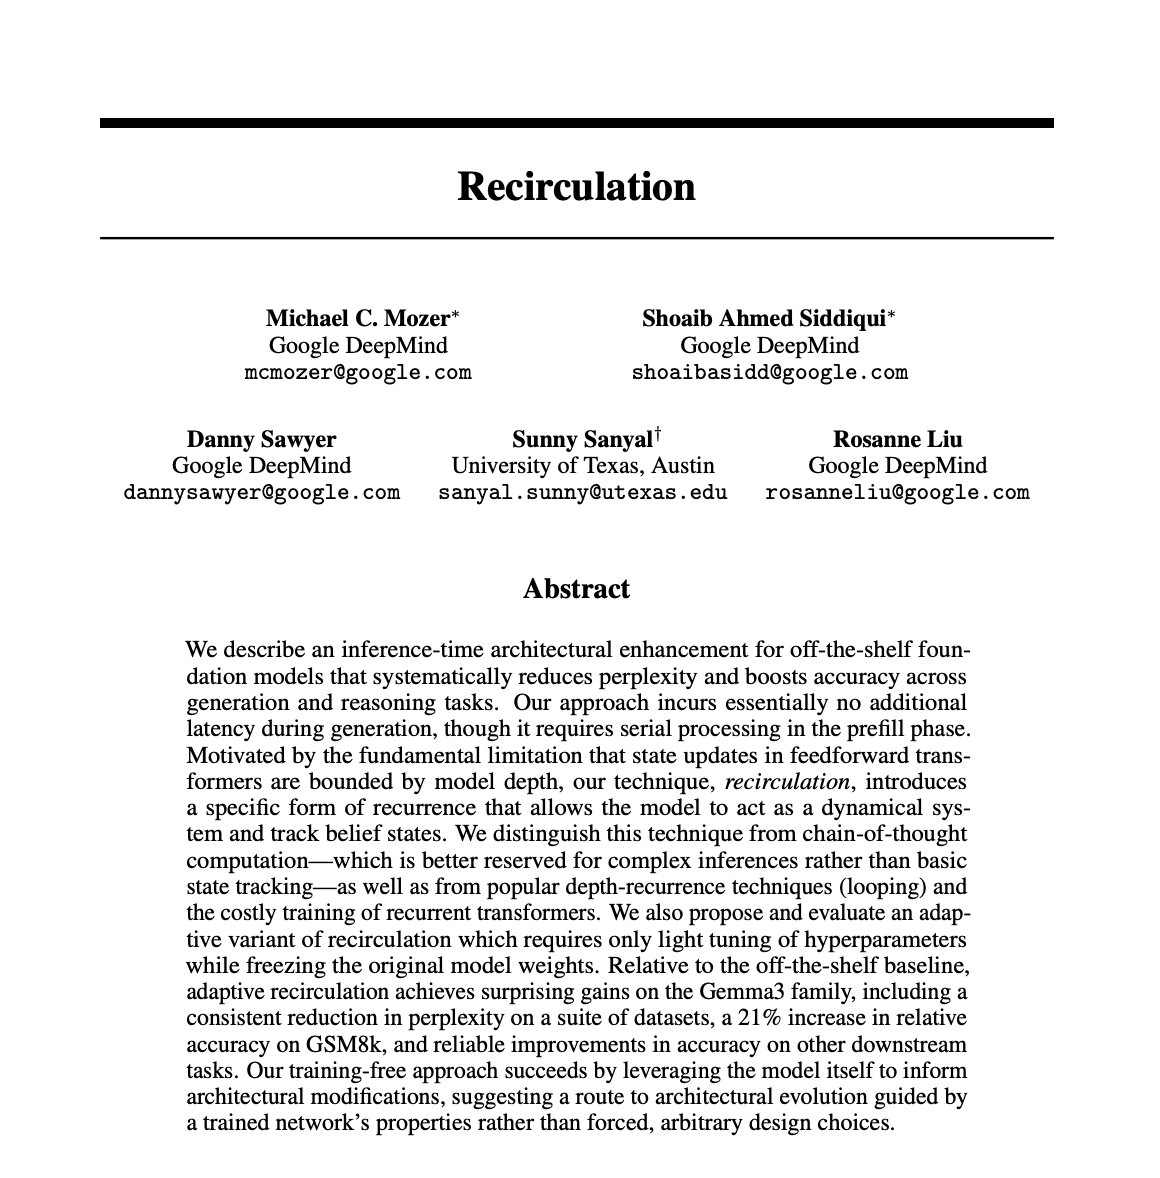 Recirculation
Michael C. Mozer*
Google DeepMind
mcmozer@google.com
Shoaib Ahmed Siddiqui*
Google DeepMind
shoaibasidd@google.com
Danny Sawyer
Google DeepMind
dannysawyer@google.com
Sunny Sanyal†
University of Texas, Austin
sanyal.sunny@utexas.edu
Rosanne Liu
Google DeepMind
rosanneliu@google.com
Abstract
We describe an inference-time architectural enhancement for off-the-shelf foun-
dation models that systematically reduces perplexity and boosts accuracy across
generation and reasoning tasks. Our approach incurs essentially no additional
latency during generation, though it requires serial processing in the prefill phase.
Motivated by the fundamental limitation that state updates in feedforward trans-
formers are bounded by model depth, our technique, recirculation, introduces
a specific form of recurrence that allows the model to act as a dynamical sys-
tem and track belief states. We distinguish this technique from chain-of-thought
computation—which is better reserved for complex inferences rather than basic
state tracking—as well as from popular depth-recurrence techniques (looping) and
the costly training of recurrent transformers. We also propose and evaluate an adap-
tive variant of recirculation which requires only light tuning of hyperparameters
while freezing the original model weights. Relative to the off-the-shelf baseline,
adaptive recirculation achieves surprising gains on the Gemma3 family, including a
consistent reduction in perplexity on a suite of datasets, a 21% increase in relative
accuracy on GSM8k, and reliable improvements in accuracy on other downstream
tasks. Our training-free approach succeeds by leveraging the model itself to inform
architectural modifications, suggesting a route to architectural evolution guided by
a trained network's properties rather than forced, arbitrary design choices.